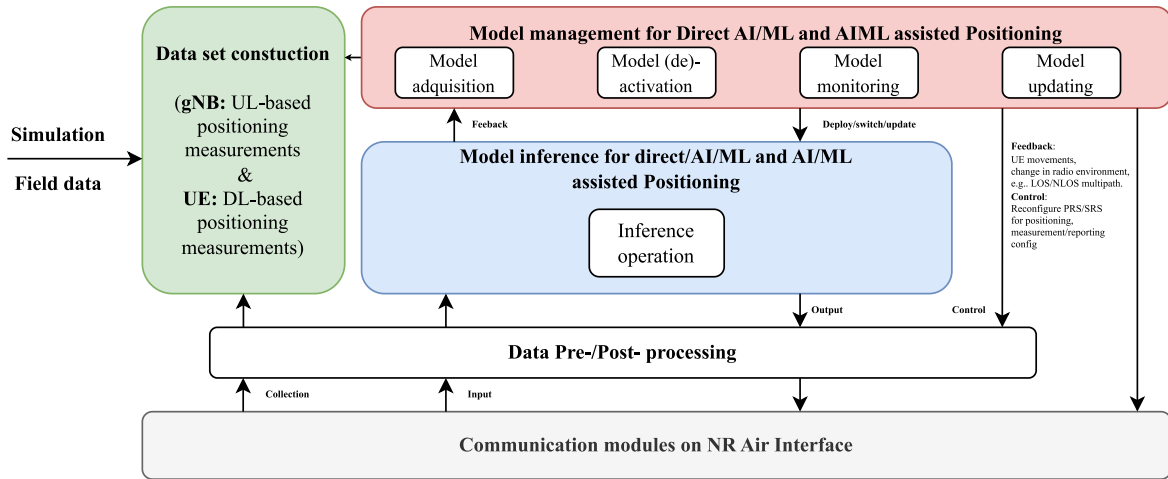 Simulation
Field data
Data set constuction
(gNB: UL-based
positioning
measurements
&
UE: DL-based
positioning
measurements)
Model management for Direct AI/ML and AIML assisted Positioning
Model
adquisition
Model (de)-
activation
Model
monitoring
Model
updating
Feeback
Deploy/switch/update
Model inference for direct/AI/ML and AI/ML
assisted Positioning
Inference
operation
Feedback:
UE movements,
change in radio environment,
e.g.. LOS/NLOS multipath.
Control:
Reconfigure PRS/SRS
for positioning,
measurement/reporting
config
Output
Control
Data Pre-/Post- processing
Collection
Input
Communication modules on NR Air Interface